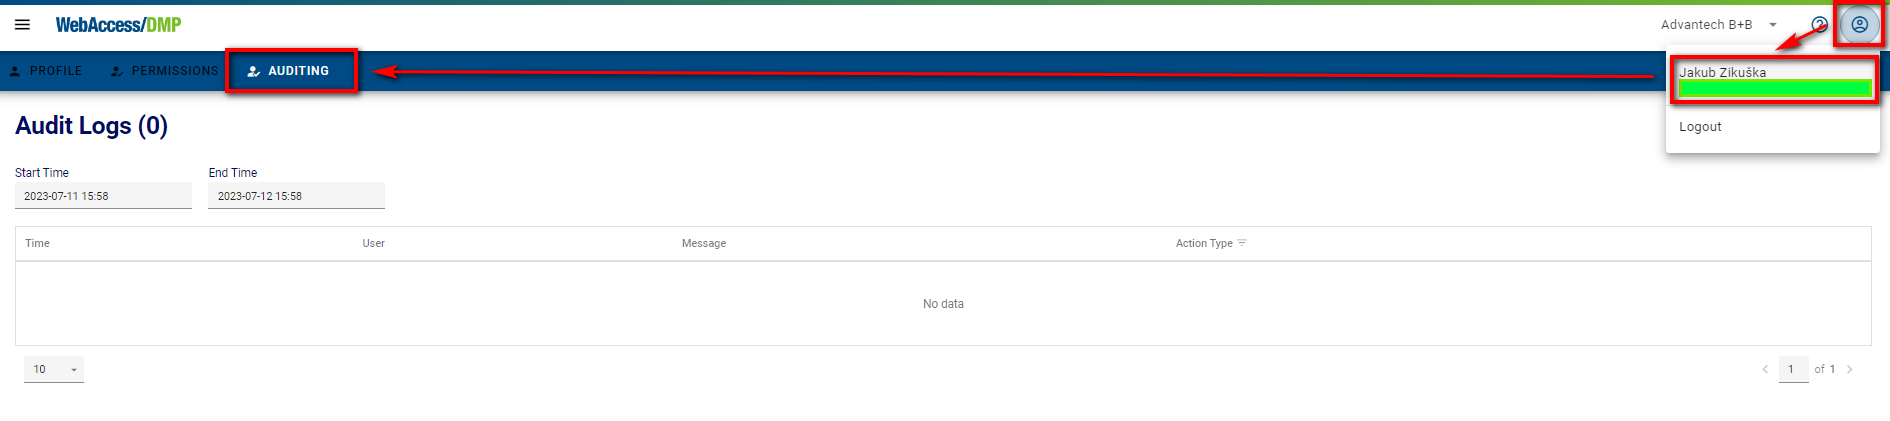 WebAccess/DMP
Advantech B+B
PROFILE
PERMISSIONS
AUDITING
Jakub Zikuška
Logout
Audit Logs (0)
Start Time
End Time
2023-07-11 15:58
2023-07-12 15:58
Time
User
Message
Action Type
No data
10
1 of 1